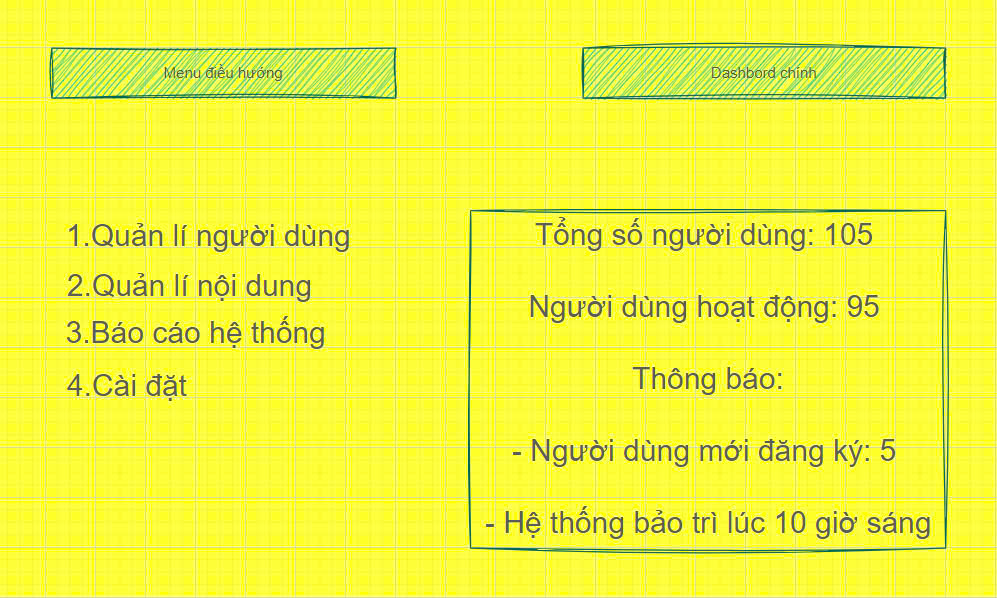 Menu điều hướng
Dashbord chính
1.Quản lí người dùng
2.Quản lí nội dung
3.Báo cáo hệ thống
4.Cài đặt
Tổng số người dùng: 105
Người dùng hoạt động: 95
Thông báo:
- Người dùng mới đăng ký: 5
- Hệ thống bảo trì lúc 10 giờ sáng